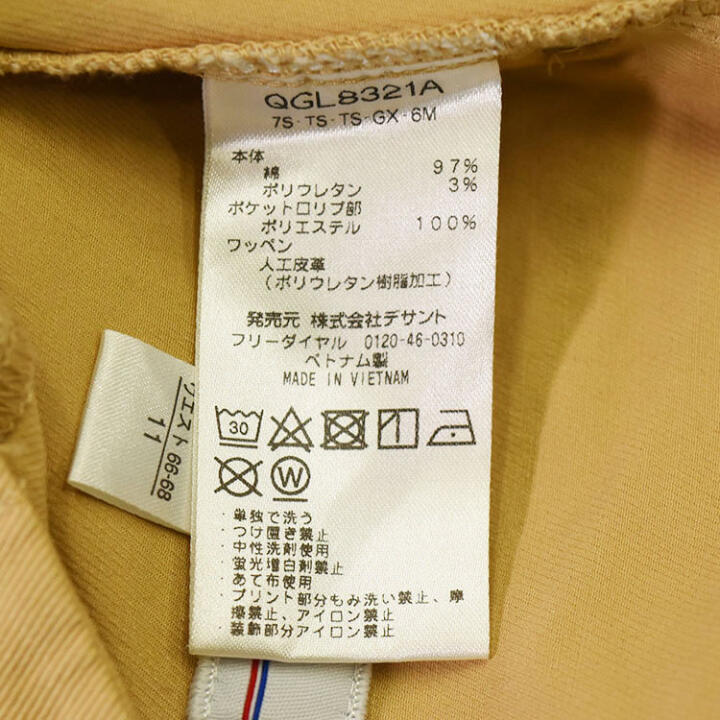 QGL8321A
7S-TS-TS-GX-6M
本体
綿 97%
ポリウレタン 3%
ポケット口リブ部
ポリエステル 100%
ワッペン
人工皮革
(ポリウレタン樹脂加工)
発売元 株式会社デサント
フリーダイヤル 0120-46-0310
ベトナム製
MADE IN VIETNAM
30
W
・単独で洗う
・つけ置き禁止
・中性洗剤使用
・蛍光増白剤禁止
・あて布使用
・プリント部分もみ洗い禁止、摩
擦禁止、アイロン禁止
・装飾部分アイロン禁止
ウエスト 66-68
11